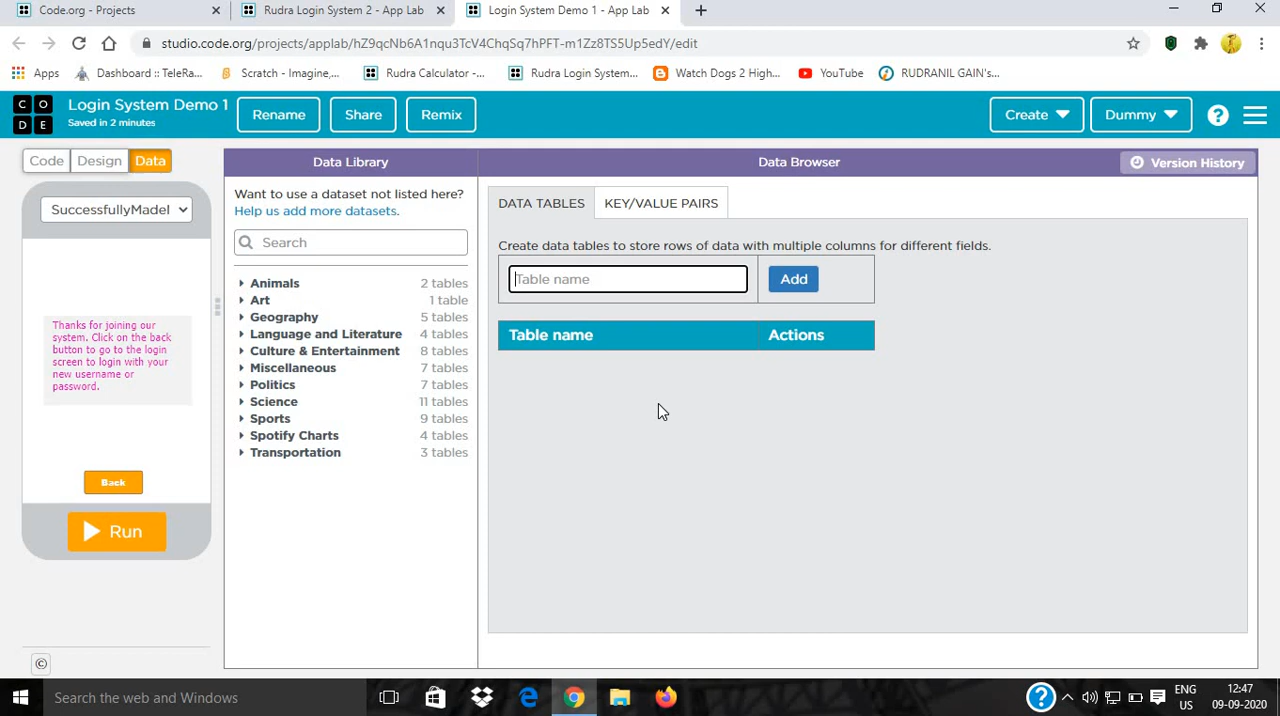 Code.org - Projects
Rudra Login System 2 - App Lab
Login System Demo 1 - App Lab
studio.code.org/projects/applab/hZ9qcNb6A1nqu3TcV4ChqSq7hPFT-m1Zz8TS5Up5edY/edit
Apps
Dashboard :: TeleRa...
Scratch - Imagine,...
Rudra Calculator -...
Rudra Login System...
Watch Dogs 2 High...
YouTube
RUDRANIL GAIN's...
C O
D E
Login System Demo 1
Saved in 2 minutes
Rename
Share
Remix
Create
Dummy
?
Code
Design
Data
Data Library
Data Browser
Version History
SuccessfullyMadeI
Thanks for joining our
system. Click on the back
button to go to the login
screen to login with your
new username or
password.
Back
Run
©
Want to use a dataset not listed here?
Help us add more datasets.
Search
Animals 2 tables
Art 1 table
Geography 5 tables
Language and Literature 4 tables
Culture & Entertainment 8 tables
Miscellaneous 7 tables
Politics 7 tables
Science 11 tables
Sports 9 tables
Spotify Charts 4 tables
Transportation 3 tables
DATA TABLES
KEY/VALUE PAIRS
Create data tables to store rows of data with multiple columns for different fields.
Table name
Add
Table name Actions
Search the web and Windows
?
ENG
US
12:47
09-09-2020